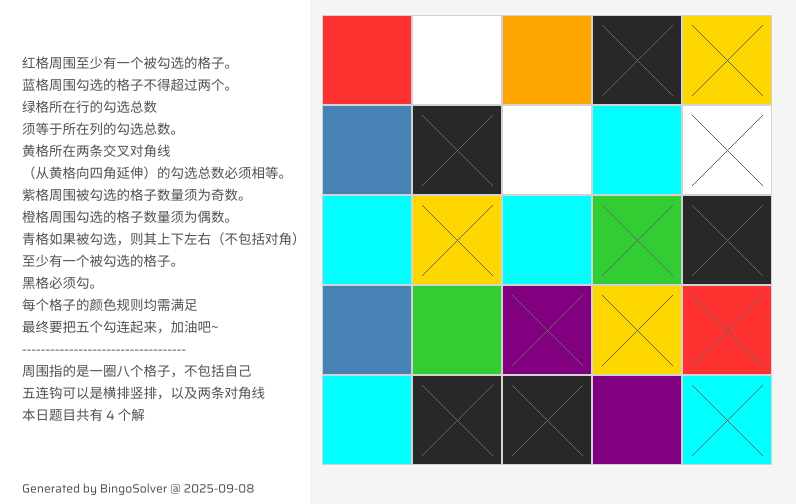 红格周围至少有一个被勾选的格子。
蓝格周围勾选的格子不得超过两个。
绿格所在行的勾选总数
须等于所在列的勾选总数。
黄格所在两条交叉对角线
（从黄格向四角延伸）的勾选总数必须相等。
紫格周围被勾选的格子数量须为奇数。
橙格周围勾选的格子数量须为偶数。
青格如果被勾选，则其上下左右（不包括对角）
至少有一个被勾选的格子。
黑格必须勾。
每个格子的颜色规则均需满足
最终要把五个勾连起来，加油吧~
-----------------------------------
周围指的是一圈八个格子，不包括自己
五连钩可以是横排竖排，以及两条对角线
本日题目共有 4 个解
Generated by BingoSolver @ 2025-09-08